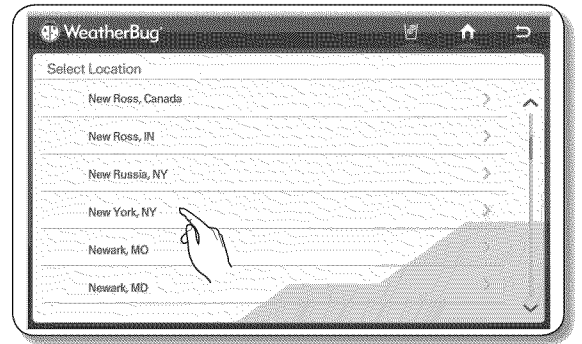 WeatherBug
Select Location
New Ross, Canada
New Ross, IN
New Russia, NY
New York, NY
Newark, MO
Newark, MD